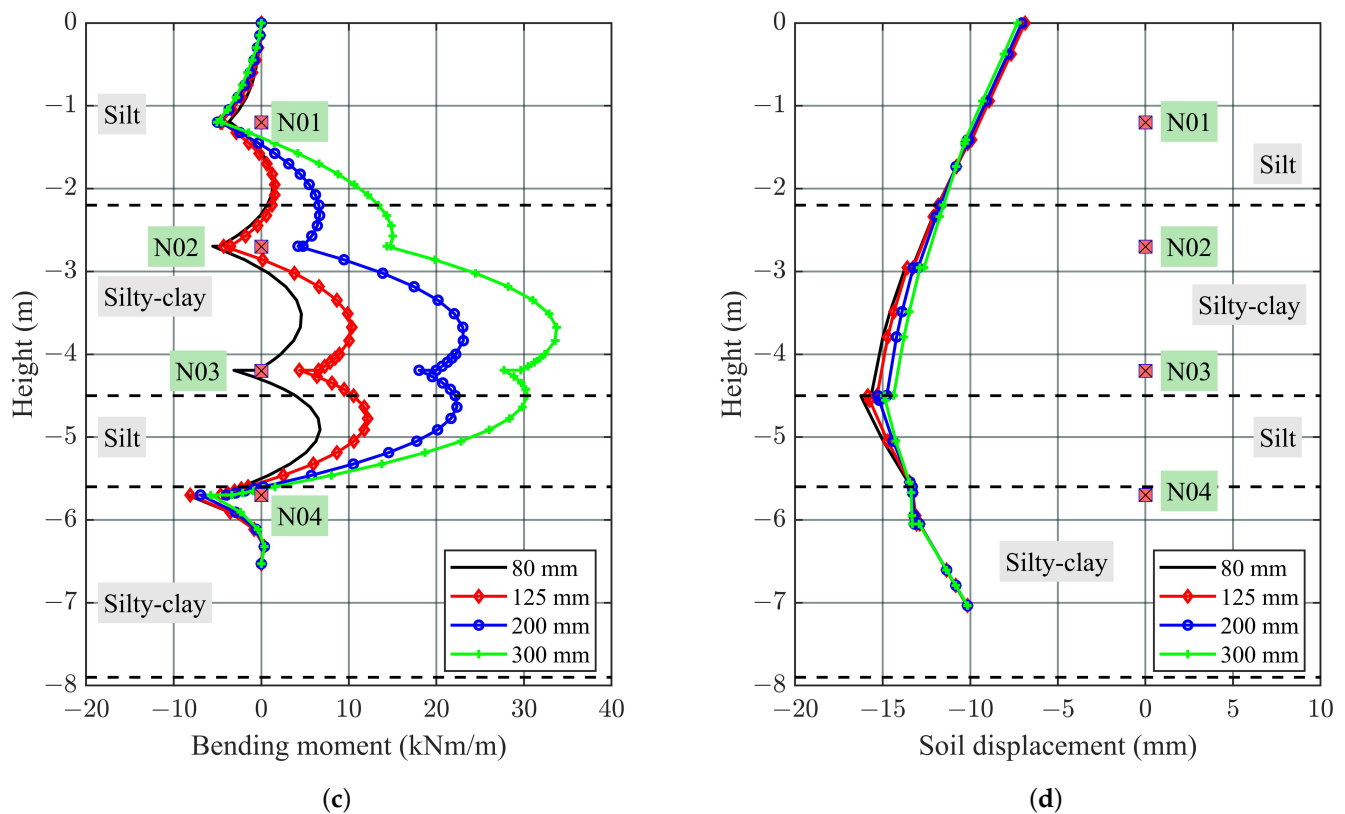 0
−1
−2
−3
−4
−5
−6
−7
−8
Height (m)
Silt
N01
N02
Silty-clay
N03
Silt
N04
Silty-clay
80 mm
125 mm
200 mm
300 mm
−20 −10 0 10 20 30 40
Bending moment (kNm/m)
(c)
0
−1
−2
−3
−4
−5
−6
−7
−8
Height (m)
N01
Silt
N02
Silty-clay
N03
Silt
N04
Silty-clay
80 mm
125 mm
200 mm
300 mm
−20 −15 −10 −5 0 5 10
Soil displacement (mm)
(d)